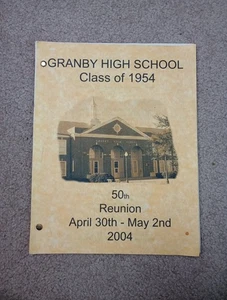 GRANBY HIGH SCHOOL
Class of 1954
50th
Reunion
April 30th - May 2nd
2004